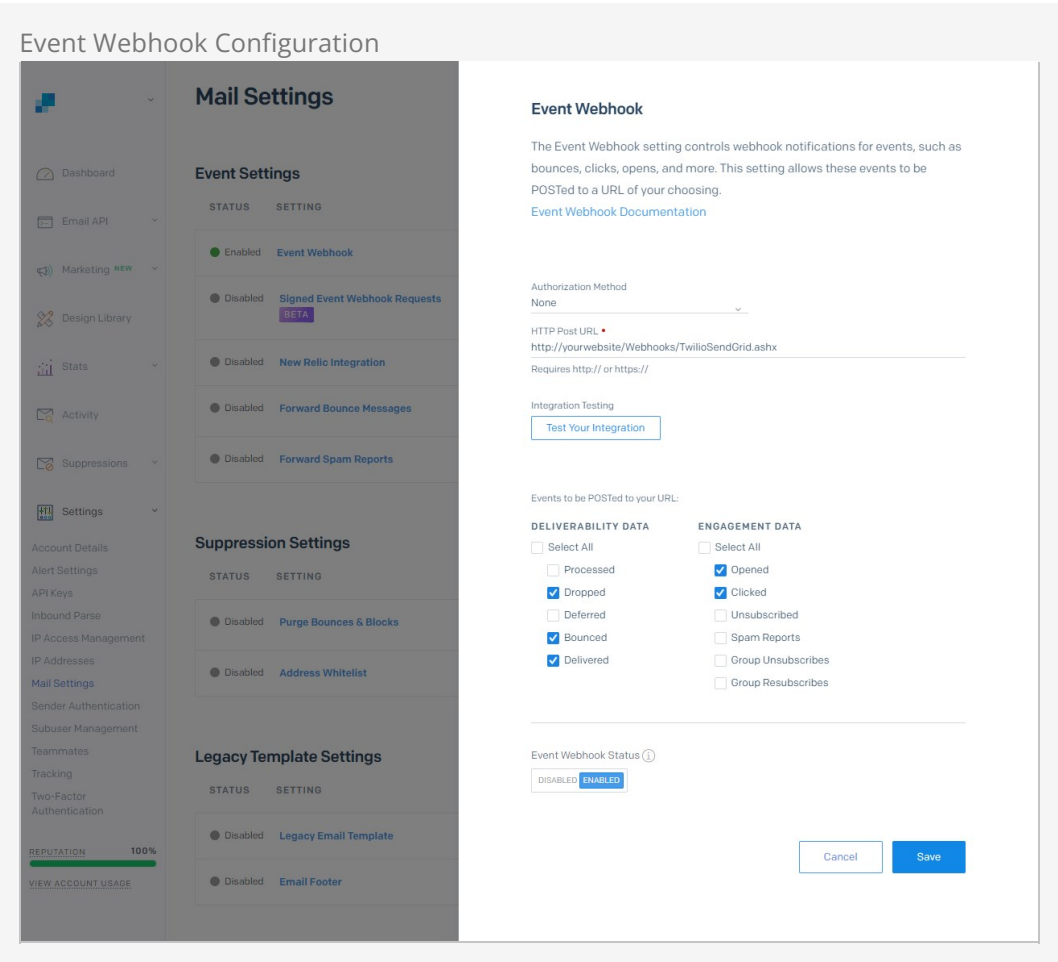 Event Webhook Configuration
Mail Settings
Dashboard
Email API
Marketing NEW
Design Library
Stats
Activity
Suppressions
Settings
Account Details
Alert Settings
API Keys
Inbound Parse
IP Access Management
IP Addresses
Mail Settings
Sender Authentication
Subuser Management
Teammates
Tracking
Two-Factor
Authentication
REPUTATION 100%
VIEW ACCOUNT USAGE
Event Settings
STATUS SETTING
Enabled Event Webhook
Disabled Signed Event Webhook Requests
BETA
Disabled New Relic Integration
Disabled Forward Bounce Messages
Disabled Forward Spam Reports
Suppression Settings
STATUS SETTING
Disabled Purge Bounces & Blocks
Disabled Address Whitelist
Legacy Template Settings
STATUS SETTING
Disabled Legacy Email Template
Disabled Email Footer
Event Webhook
The Event Webhook setting controls webhook notifications for events, such as
bounces, clicks, opens, and more. This setting allows these events to be
POSTed to a URL of your choosing.
Event Webhook Documentation
Authorization Method
None
HTTP Post URL •
http://yourwebsite/Webhooks/TwilioSendGrid.ashx
Requires http:// or https://
Integration Testing
Test Your Integration
Events to be POSTed to your URL:
DELIVERABILITY DATA
Select All
Processed
Dropped
Deferred
Bounced
Delivered
ENGAGEMENT DATA
Select All
Opened
Clicked
Unsubscribed
Spam Reports
Group Unsubscribes
Group Resubscribes
Event Webhook Status
DISABLED ENABLED
Cancel Save